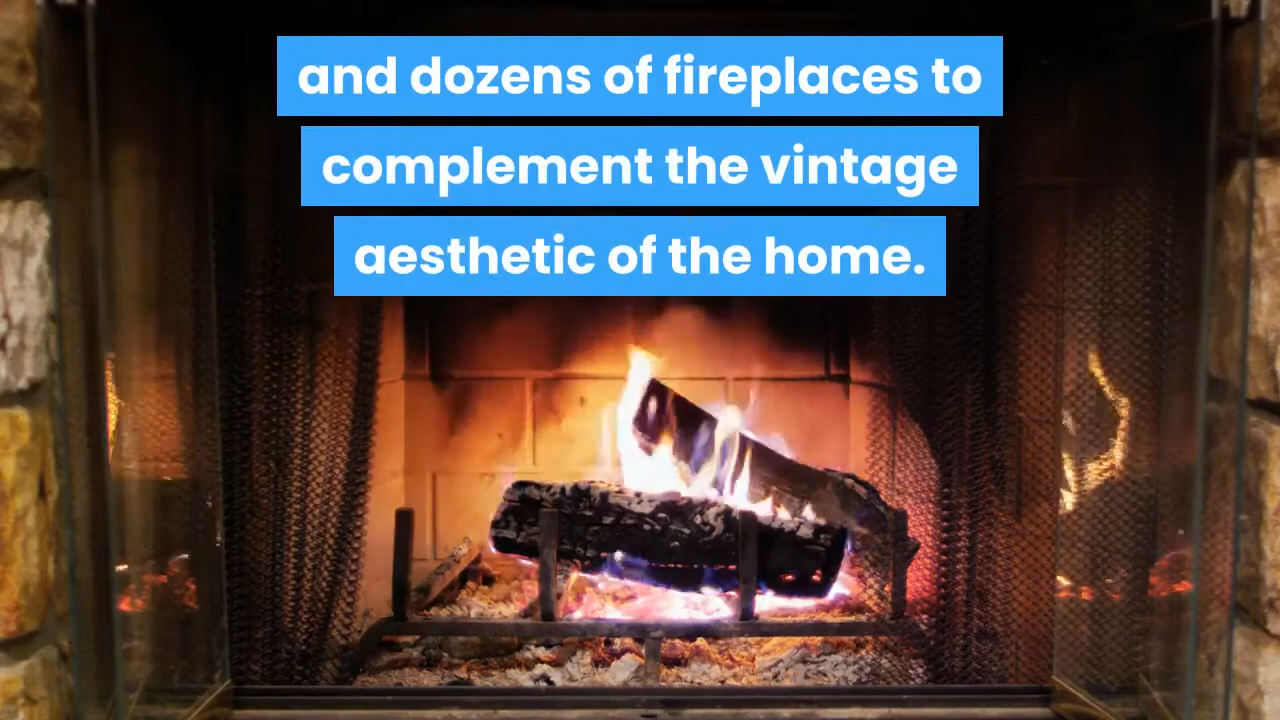 and dozens of fireplaces to
complement the vintage
aesthetic of the home.